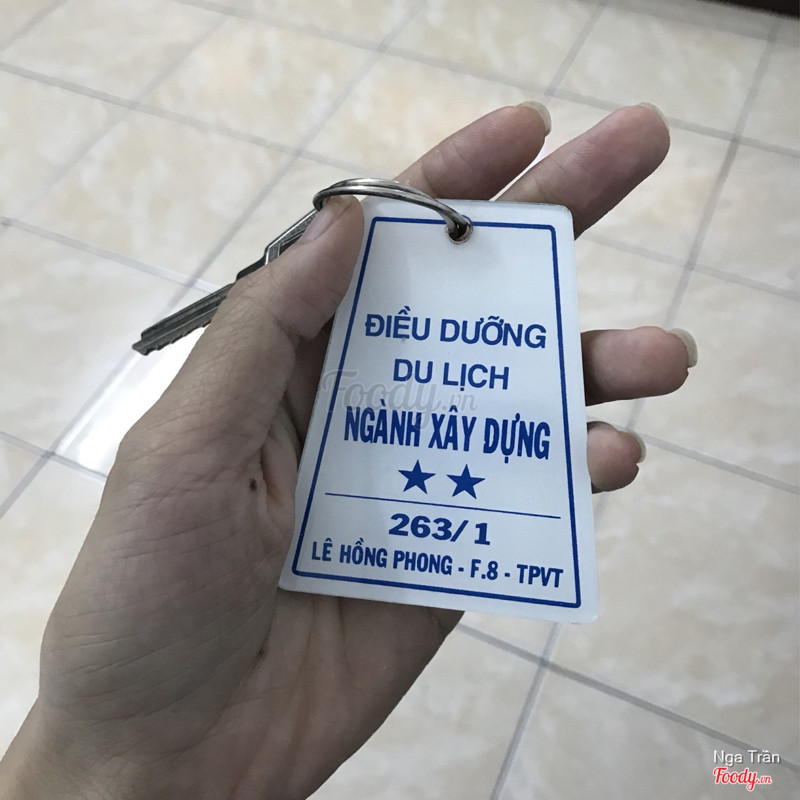 ĐIỀU DƯỠNG
DU LỊCH
NGÀNH XÂY DỰNG
★★
263/1
LÊ HỒNG PHONG - F.8 - TPVT
Foody.vn
Nga Trần
Foody.vn